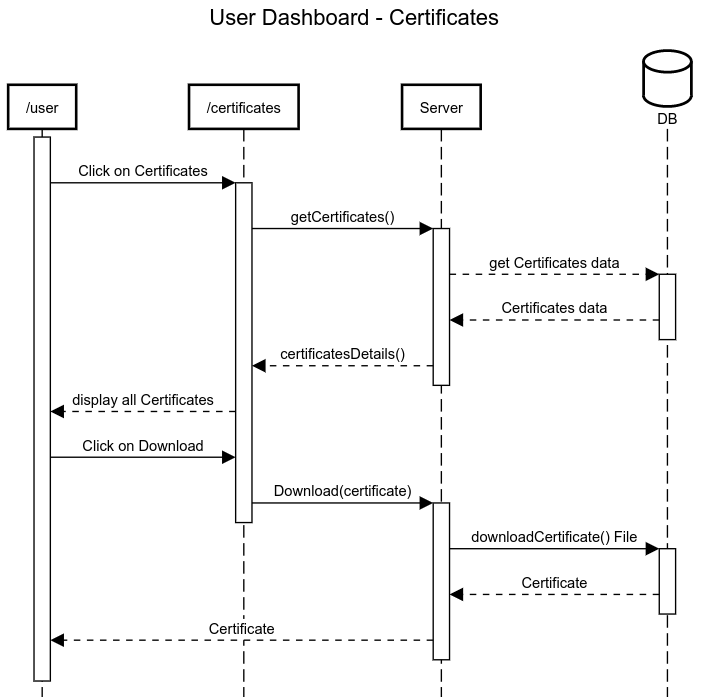 User Dashboard - Certificates
/user
/certificates
Server
DB
Click on Certificates
getCertificates()
get Certificates data
Certificates data
certificatesDetails()
display all Certificates
Click on Download
Download(certificate)
downloadCertificate() File
Certificate
Certificate